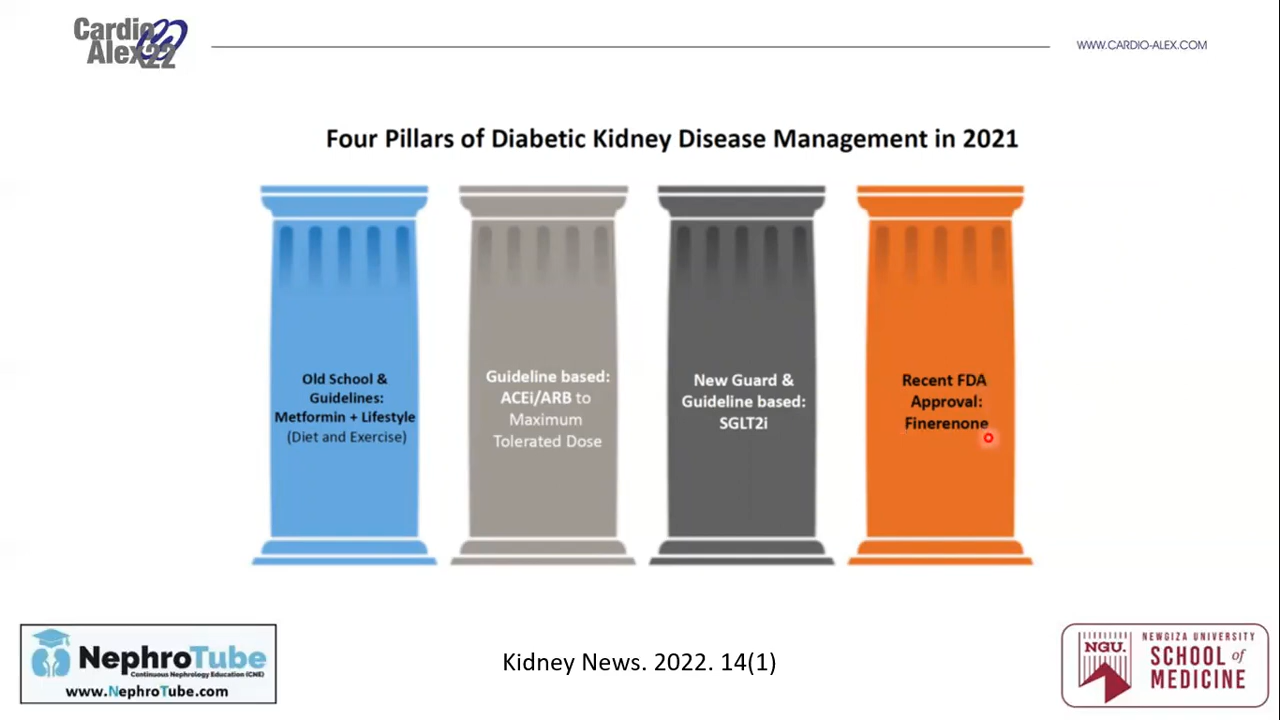 Cardio
Alex22
WWW.CARDIO-ALEX.COM
Four Pillars of Diabetic Kidney Disease Management in 2021
Old School &
Guidelines:
Metformin + Lifestyle
(Diet and Exercise)
Guideline based:
ACEi/ARB to
Maximum
Tolerated Dose
New Guard &
Guideline based:
SGLT2i
Recent FDA
Approval:
Finerenone
NephroTube
Continuous Nephrology Education (CNE)
www.NephroTube.com
Kidney News. 2022. 14(1)
NGU.
NEWGIZA UNIVERSITY
SCHOOL of
MEDICINE